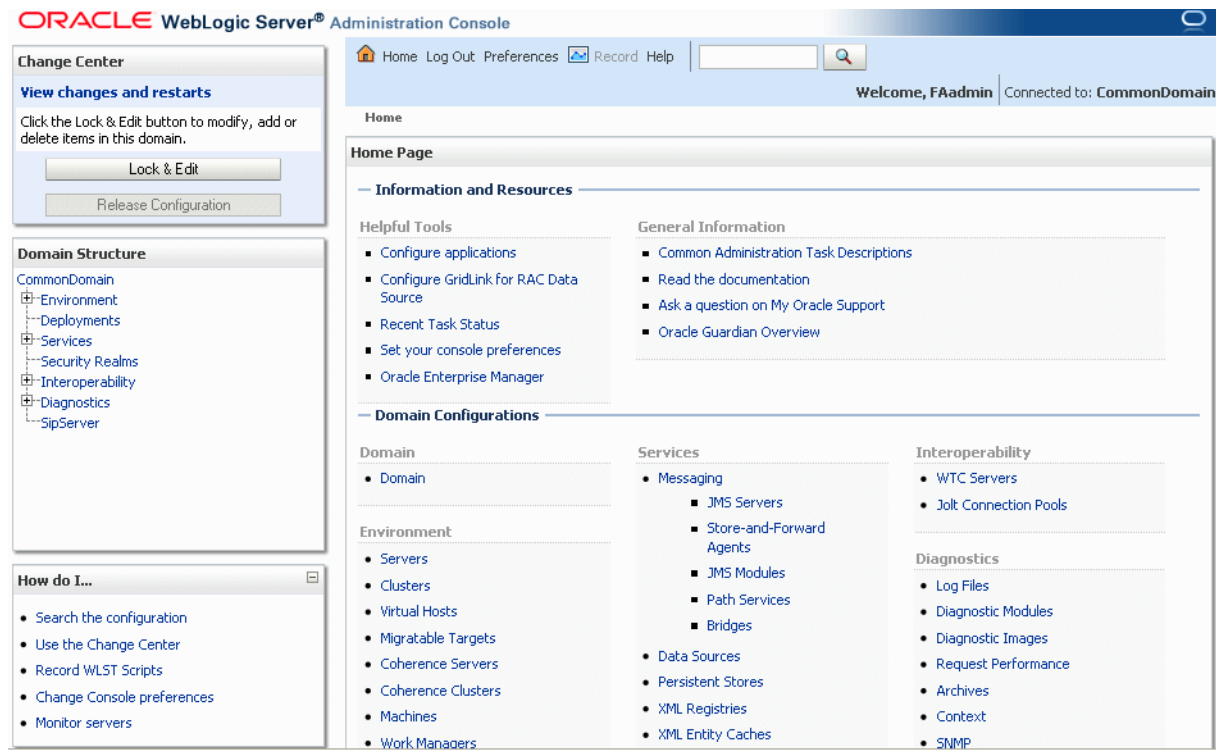 ORACLE WebLogic Server® Administration Console
Change Center
View changes and restarts
Click the Lock & Edit button to modify, add or
delete items in this domain.
Lock & Edit
Release Configuration
Domain Structure
CommonDomain
Environment
Deployments
Services
Security Realms
Interoperability
Diagnostics
SipServer
How do I...
Search the configuration
Use the Change Center
Record WLST Scripts
Change Console preferences
Monitor servers
Home Log Out Preferences Record Help
Welcome, FAadmin Connected to: CommonDomain
Home
Home Page
Information and Resources
Helpful Tools
Configure applications
Configure GridLink for RAC Data
Source
Recent Task Status
Set your console preferences
Oracle Enterprise Manager
General Information
Common Administration Task Descriptions
Read the documentation
Ask a question on My Oracle Support
Oracle Guardian Overview
Domain Configurations
Domain
Domain
Environment
Servers
Clusters
Virtual Hosts
Migratable Targets
Coherence Servers
Coherence Clusters
Machines
Work Managers
Services
Messaging
JMS Servers
Store-and-Forward
Agents
JMS Modules
Path Services
Bridges
Data Sources
Persistent Stores
XML Registries
XML Entity Caches
Interoperability
WTC Servers
Jolt Connection Pools
Diagnostics
Log Files
Diagnostic Modules
Diagnostic Images
Request Performance
Archives
Context
SNMP